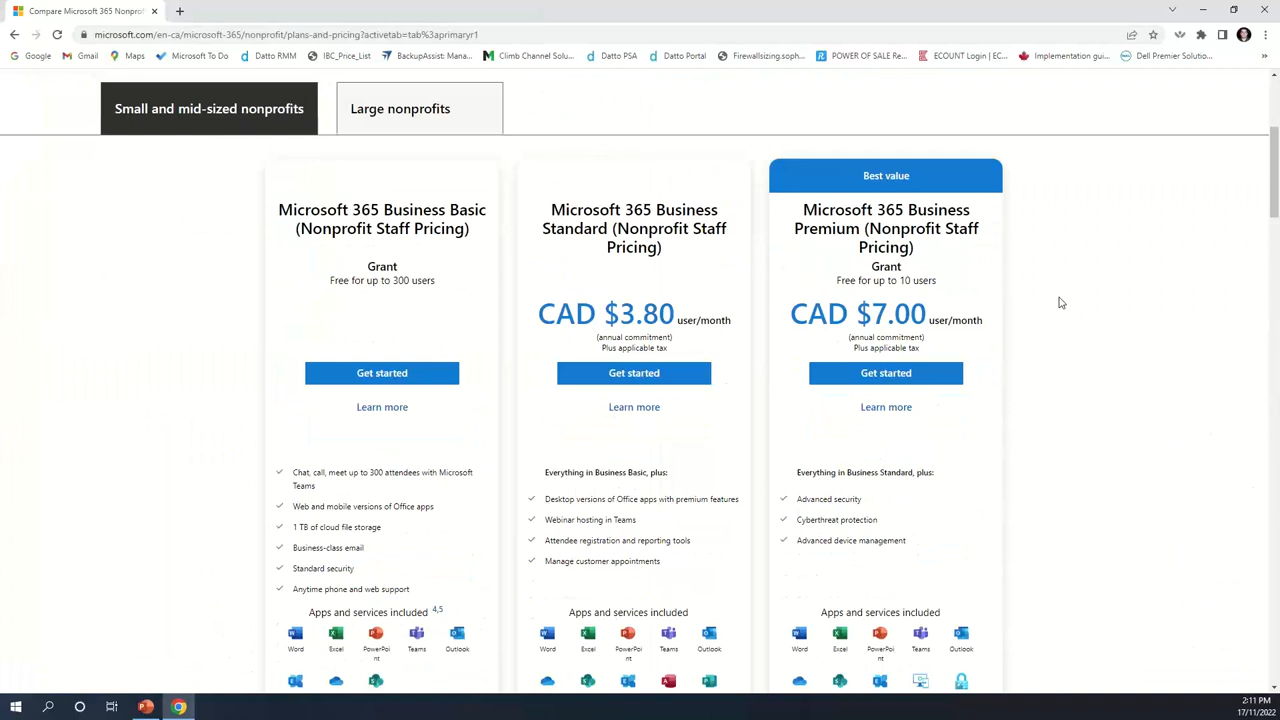 Compare Microsoft 365 Nonprof
microsoft.com/en-ca/microsoft-365/nonprofit/plans-and-pricing?activetab=tab%3aprimaryr1
Google
Gmail
Maps
Microsoft To Do
Datto RMM
IBC_Price_List
BackupAssist: Mana...
Climb Channel Solu...
Datto PSA
Datto Portal
Firewallsizing.soph...
POWER OF SALE Re...
ECOUNT Login | EC...
Implementation gui...
Dell Premier Solutio...
»
Small and mid-sized nonprofits
Large nonprofits
Best value
Microsoft 365 Business Basic
(Nonprofit Staff Pricing)
Grant
Free for up to 300 users
Get started
Learn more
Chat, call, meet up to 300 attendees with Microsoft
Teams
Web and mobile versions of Office apps
1 TB of cloud file storage
Business-class email
Standard security
Anytime phone and web support
Apps and services included 4,5
Word
Excel
PowerPoi
nt
Teams
Outlook
Microsoft 365 Business
Standard (Nonprofit Staff
Pricing)
CAD $3.80 user/month
(annual commitment)
Plus applicable tax
Get started
Learn more
Everything in Business Basic, plus:
Desktop versions of Office apps with premium features
Webinar hosting in Teams
Attendee registration and reporting tools
Manage customer appointments
Apps and services included
Word
Excel
PowerPoi
nt
Teams
Outlook
Microsoft 365 Business
Premium (Nonprofit Staff
Pricing)
Grant
Free for up to 10 users
CAD $7.00 user/month
(annual commitment)
Plus applicable tax
Get started
Learn more
Everything in Business Standard, plus:
Advanced security
Cyberthreat protection
Advanced device management
Apps and services included
Word
Excel
PowerPoi
nt
Teams
Outlook
2:11 PM
17/11/2022